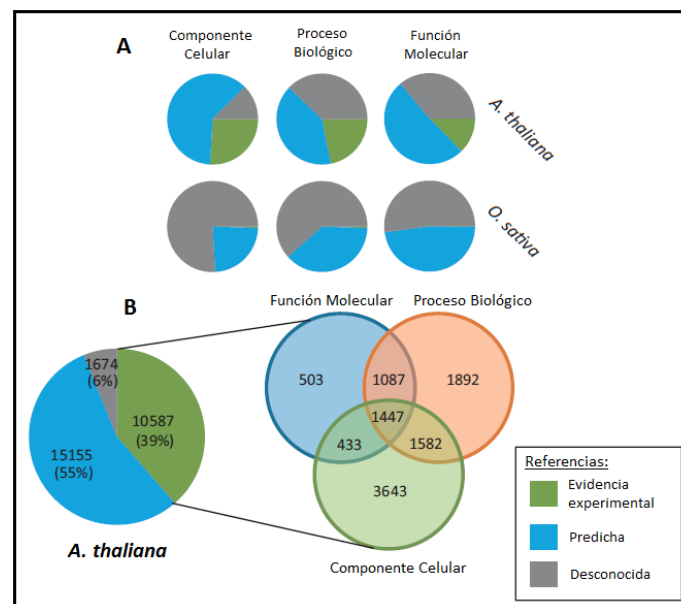 A
Componente
Celular
Proceso
Biológico
Función
Molecular
A. thaliana
O. sativa
B
Función Molecular
Proceso Biológico
1674
(6%)
10587
(39%)
15155
(55%)
A. thaliana
503
1087
1892
1447
433
1582
3643
Componente Celular
Referencias:
Evidencia
experimental
Predicha
Desconocida